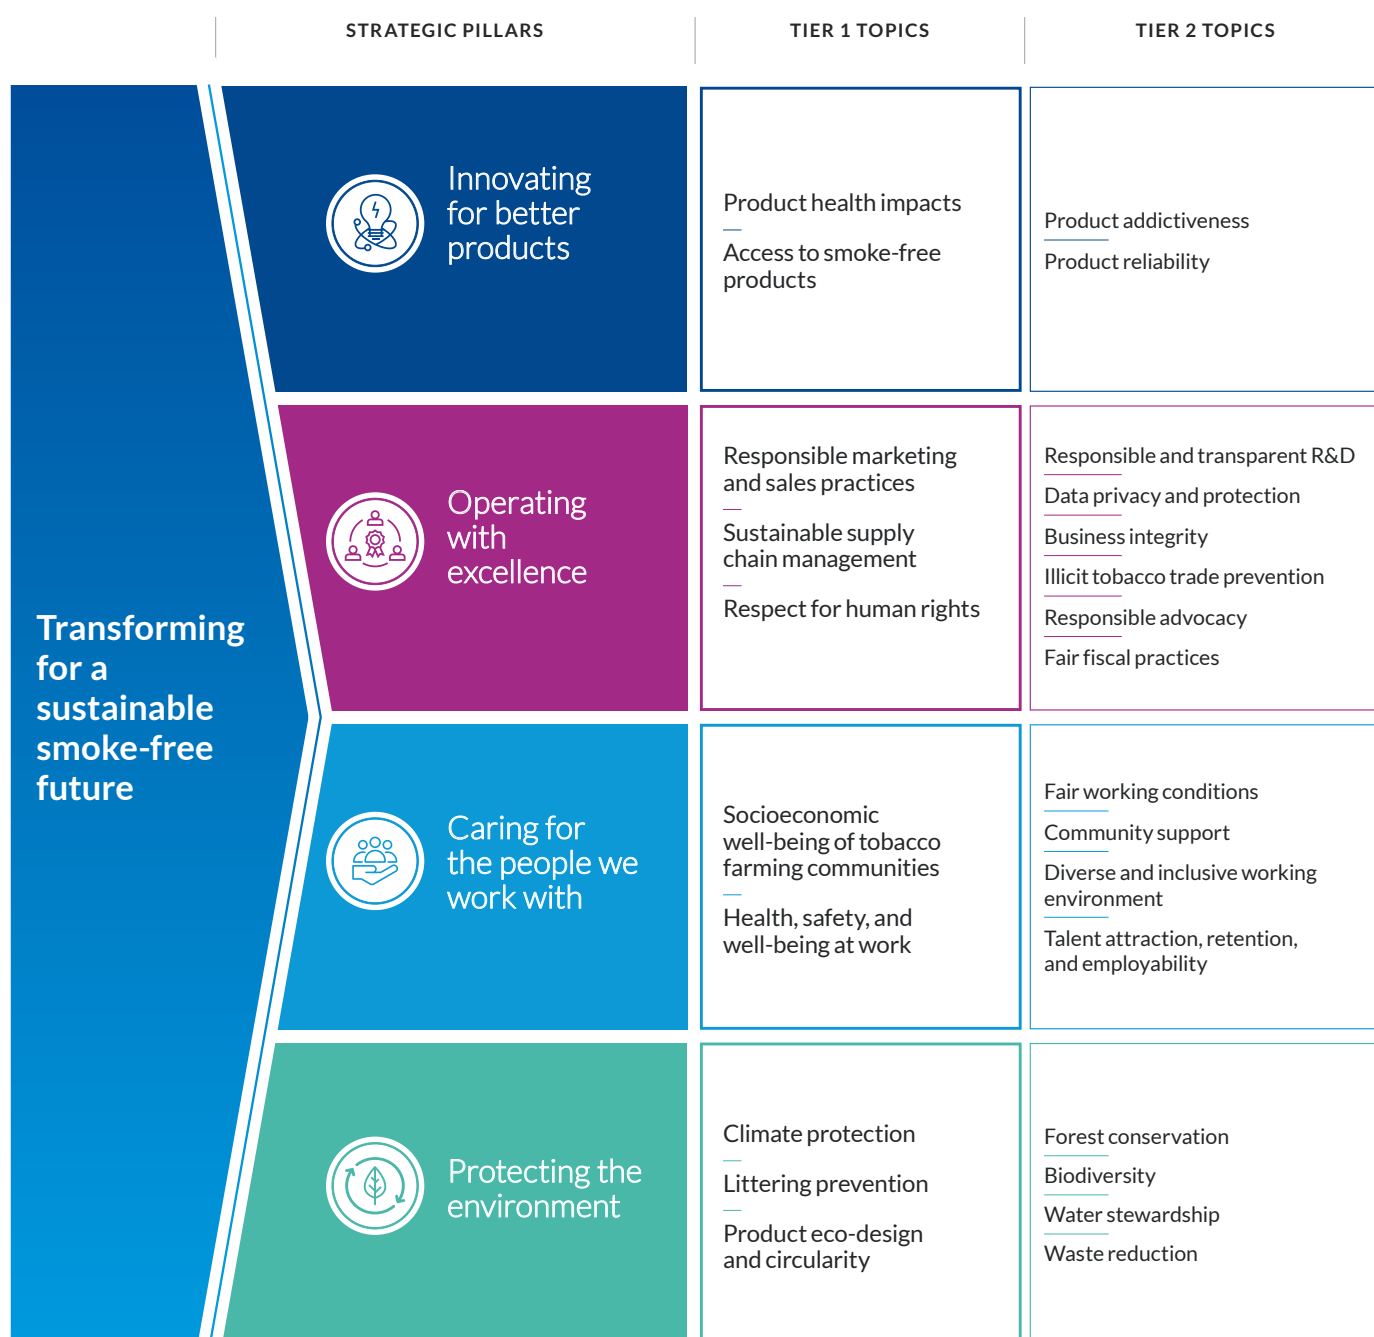 STRATEGIC PILLARS
TIER 1 TOPICS
TIER 2 TOPICS
Transforming
for a
sustainable
smoke-free
future
Innovating
for better
products
Product health impacts
Access to smoke-free
products
Product addictiveness
Product reliability
Operating
with
excellence
Responsible marketing
and sales practices
Sustainable supply
chain management
Respect for human rights
Responsible and transparent R&D
Data privacy and protection
Business integrity
Illicit tobacco trade prevention
Responsible advocacy
Fair fiscal practices
Caring for
the people we
work with
Socioeconomic
well-being of tobacco
farming communities
Health, safety, and
well-being at work
Fair working conditions
Community support
Diverse and inclusive working
environment
Talent attraction, retention,
and employability
Protecting the
environment
Climate protection
Littering prevention
Product eco-design
and circularity
Forest conservation
Biodiversity
Water stewardship
Waste reduction